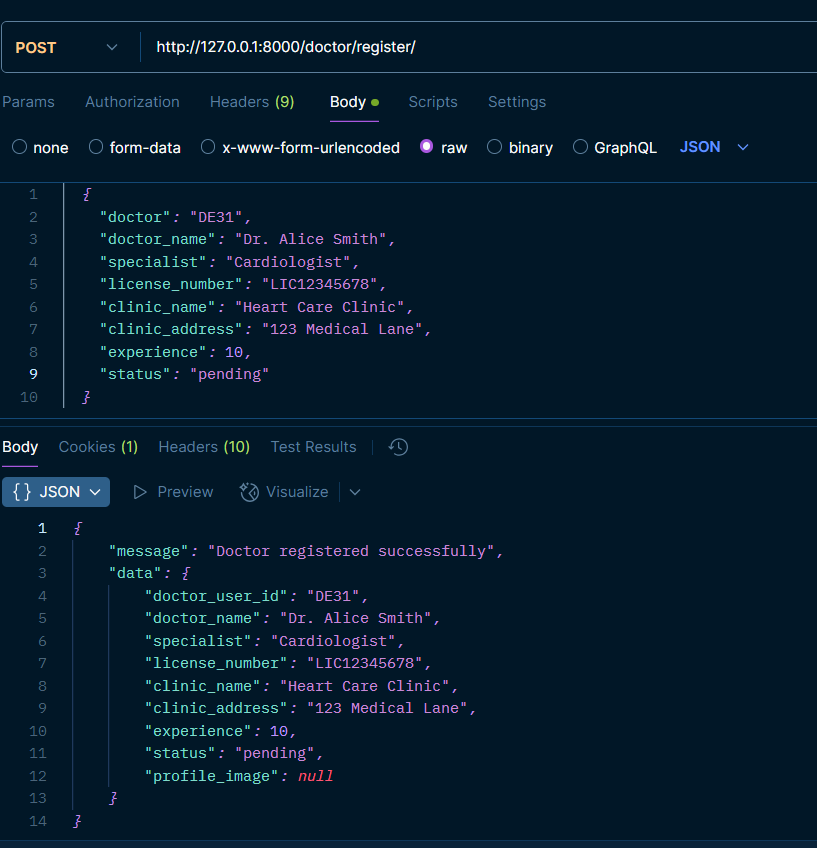 POST http://127.0.0.1:8000/doctor/register/
Params Authorization Headers (9) Body Scripts Settings
none form-data x-www-form-urlencoded raw binary GraphQL JSON
1 {
2 "doctor": "DE31",
3 "doctor_name": "Dr. Alice Smith",
4 "specialist": "Cardiologist",
5 "license_number": "LIC12345678",
6 "clinic_name": "Heart Care Clinic",
7 "clinic_address": "123 Medical Lane",
8 "experience": 10,
9 "status": "pending"
10 }
Body Cookies (1) Headers (10) Test Results
{} JSON Preview Visualize
1 {
2 "message": "Doctor registered successfully",
3 "data": {
4 "doctor_user_id": "DE31",
5 "doctor_name": "Dr. Alice Smith",
6 "specialist": "Cardiologist",
7 "license_number": "LIC12345678",
8 "clinic_name": "Heart Care Clinic",
9 "clinic_address": "123 Medical Lane",
10 "experience": 10,
11 "status": "pending",
12 "profile_image": null
13 }
14 }